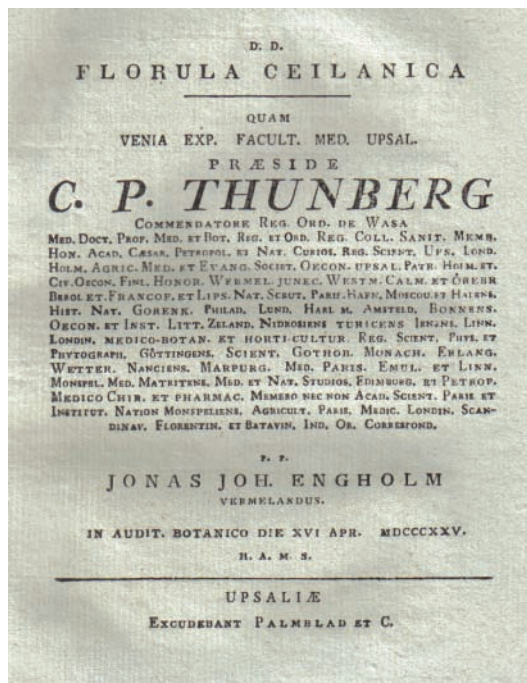 D. D.
FLORULA CEILANICA
QUAM
VENIA EXP. FACULT. MED. UPSAL.
PRÆSIDE
C. P. THUNBERG
COMMENDATORE REG. ORD. DE WASA
MED. DOCT. PROF. MED. ET BOT. REG. ET ORD. REG. COLL. SANIT. MEMB.
HON. ACAD. CÆSAR. PETROPOL. ET NAT. CURIOS. REG. SCIENT. UPS. LOND.
HOLM. AGRIC. MED. ET EVANG. SOCIET. OECON. UPSAL. PATR. HOLM. ET.
CIV. OECON. FINL. HONOR. WERMEL. JUNEC. WESTM. CALM. ET ÖREBR
BEROL ET. FRANCOF. ET LIPS. NAT. SCRUT. PARIS. HAFN. MOSCOU. ET HALENS.
HIST. NAT. GORENK. PHILAD. LUND. HARL M. AMSTELD. BONNENS.
OECON. ET INST. LITT. ZELAND. NIDROSIENS TURICENS IENENS. LINN.
LONDIN. MEDICO-BOTAN. ET HORTI-CULTUR. REG. SCIENT. PHYS. ET
PHYTOGRAPH. GÖTTINGENS. SCIENT. GOTHOB. MONACH. ERLANG.
WETTER. NANCIENS. MARPURG. MED. PARIS. EMUL. ET LINN.
MONSPEL. MED. MATRITENS. MED. ET NAT. STUDIOS. EDIMBURG. ET PETROP.
MEDICO CHIR. ET PHARMAC. MEMBRO NEC NON ACAD. SCIENT. PARIS ET
INSTITUT. NATION MONSPELIENS. AGRICULT. PARIS. MEDIC. LONDIN. SCAN-
DINAV. FLORENTIN. ET BATAVIN. IND. OR. CORRESPOND.
P. P.
JONAS JOH. ENGHOLM
VERMELANDUS.
IN AUDIT. BOTANICO DIE XVI APR. MDCCCXXV.
H. A. M. S.
UPSALIÆ
EXCUDEBANT PALMBLAD ET C.